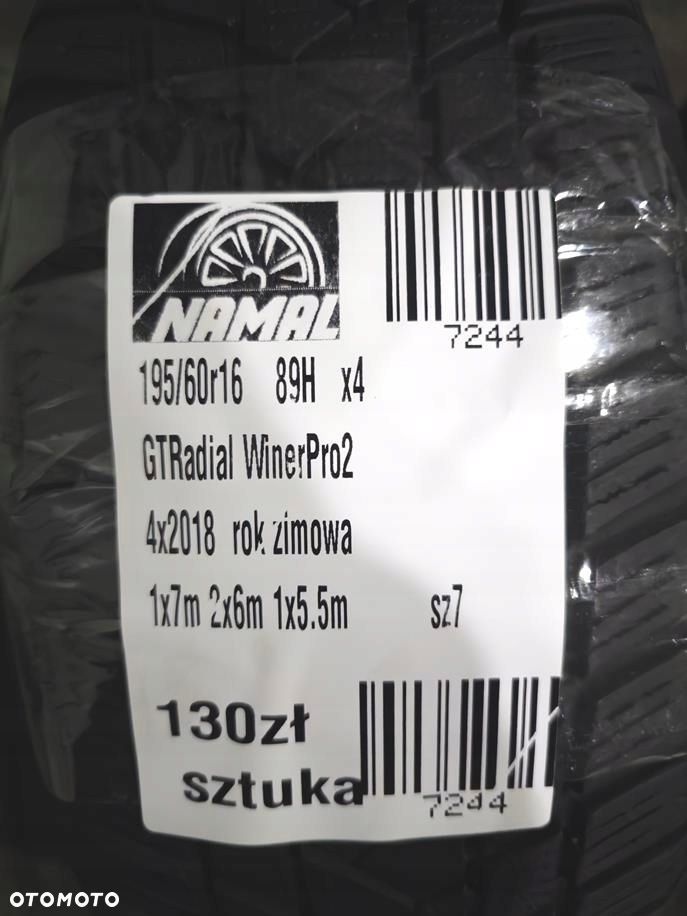 NAMAL
7244
195/60r16 89H x4
GTRadial WinerPro2
4x2018 rok zimowa
1x7m 2x6m 1x5.5m sz7
130zł
sztuka
7244
OTOMOTO